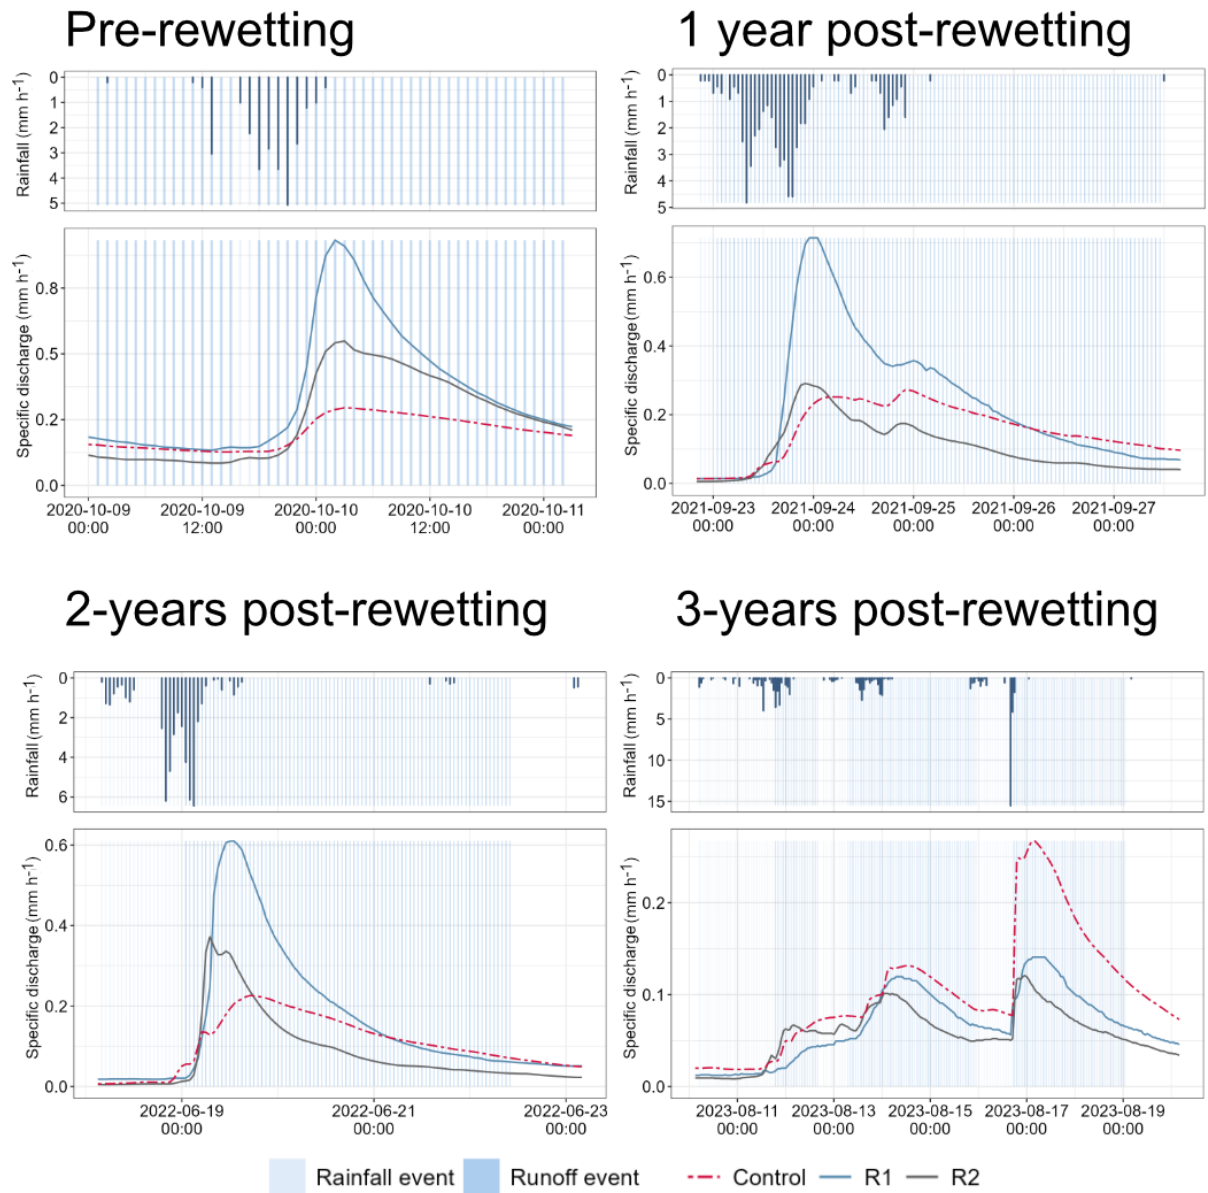 Pre-rewetting
1 year post-rewetting
Rainfall (mm h⁻¹)
0
1
2
3
4
5
Specific discharge (mm h⁻¹)
0.8
0.5
0.2
0.0
2020-10-09 2020-10-09 2020-10-10 2020-10-10 2020-10-11
00:00 12:00 00:00 12:00 00:00
Rainfall (mm h⁻¹)
0
1
2
3
4
5
Specific discharge (mm h⁻¹)
0.6
0.4
0.2
0.0
2021-09-23 2021-09-24 2021-09-25 2021-09-26 2021-09-27
00:00 00:00 00:00 00:00 00:00
2-years post-rewetting
3-years post-rewetting
Rainfall (mm h⁻¹)
0
2
4
6
Specific discharge (mm h⁻¹)
0.6
0.4
0.2
0.0
2022-06-19 2022-06-21 2022-06-23
00:00 00:00 00:00
Rainfall (mm h⁻¹)
0
5
10
15
Specific discharge (mm h⁻¹)
0.2
0.1
0.0
2023-08-11 2023-08-13 2023-08-15 2023-08-17 2023-08-19
00:00 00:00 00:00 00:00 00:00
Rainfall event Runoff event Control R1 R2